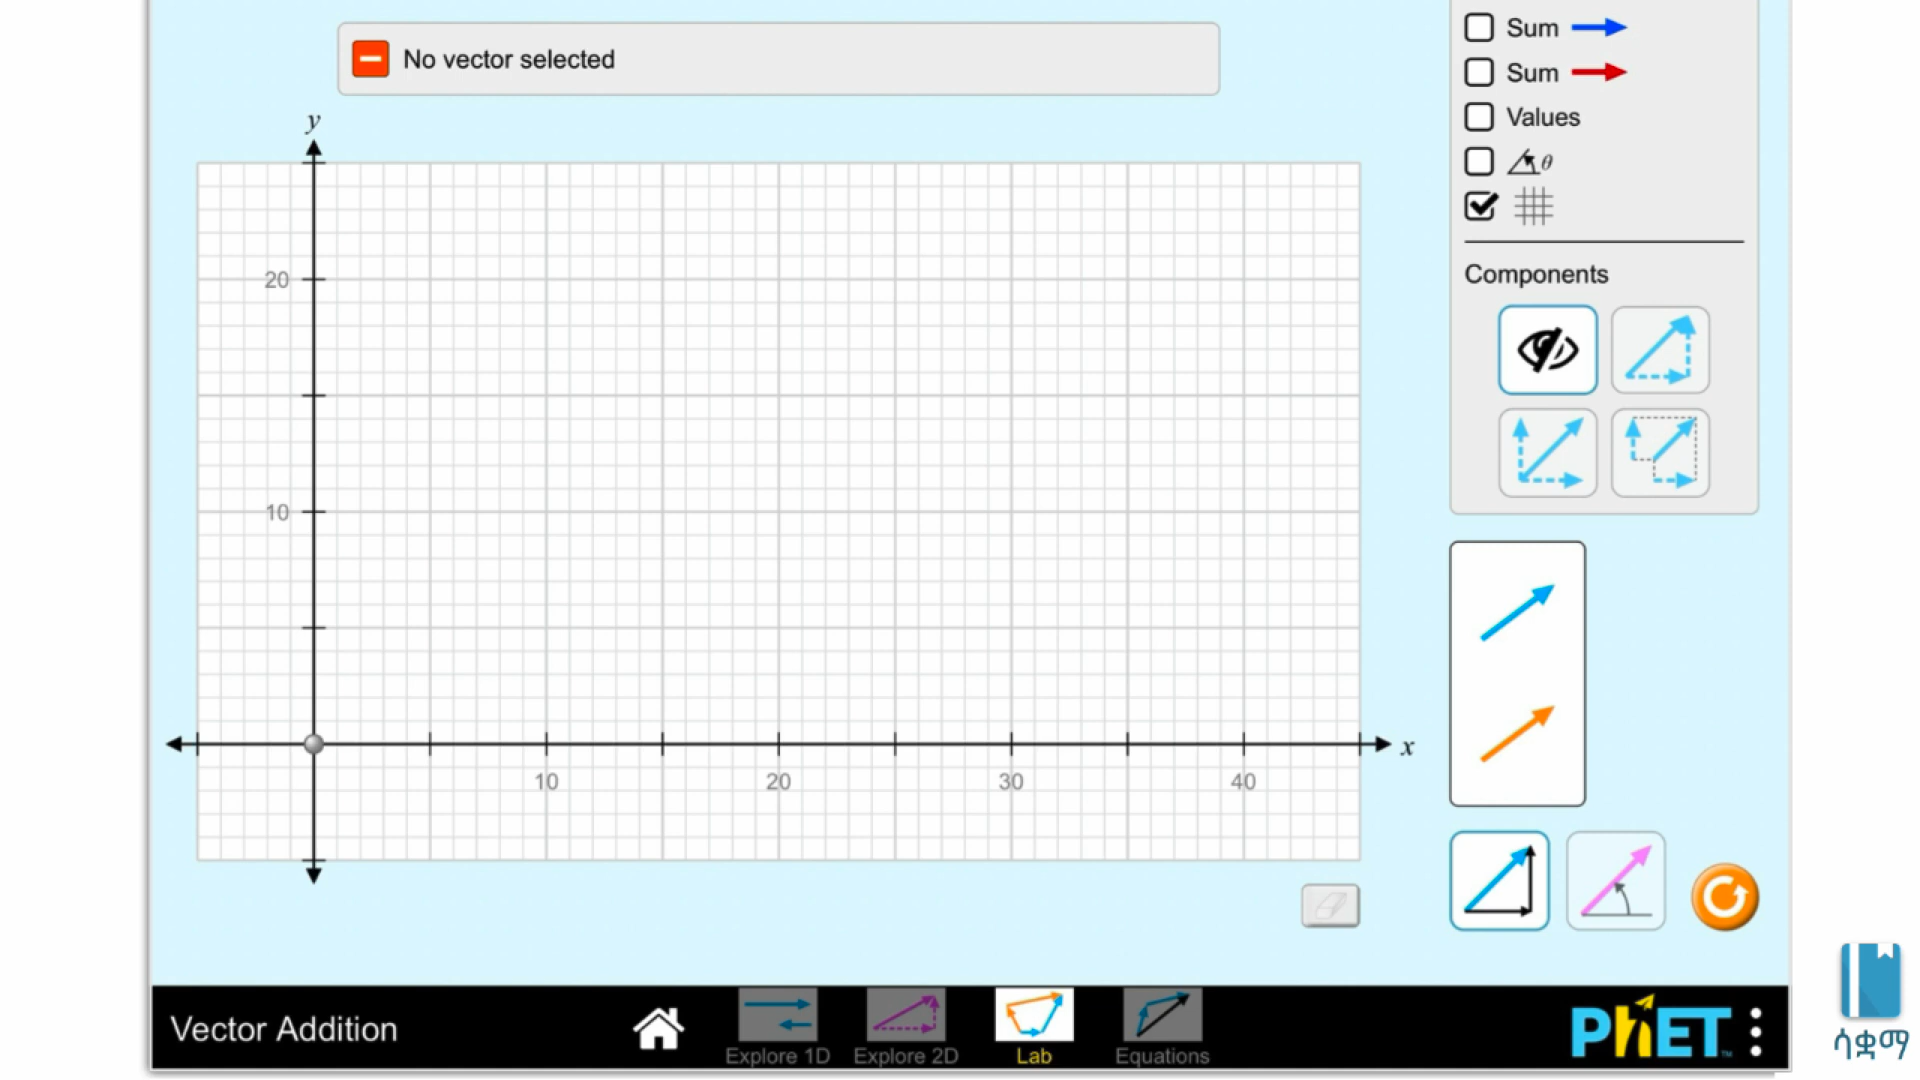 No vector selected
Sum
Sum
Values
θ
Components
y
20
10
x
10 20 30 40
Vector Addition
Explore 1D
Explore 2D
Lab
Equations
PhET
ሳቋማ